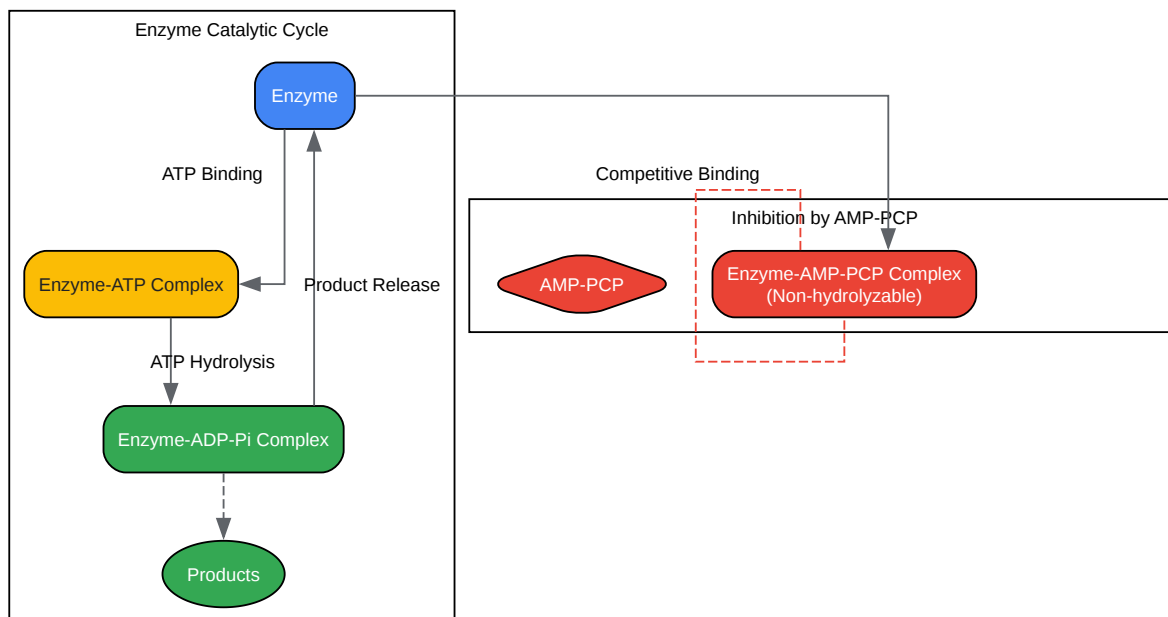 Enzyme Catalytic Cycle
Enzyme
ATP Binding
Competitive Binding
Inhibition by AMP-PCP
Enzyme-ATP Complex
Product Release
AMP-PCP
Enzyme-AMP-PCP Complex
(Non-hydrolyzable)
ATP Hydrolysis
Enzyme-ADP-Pi Complex
Products